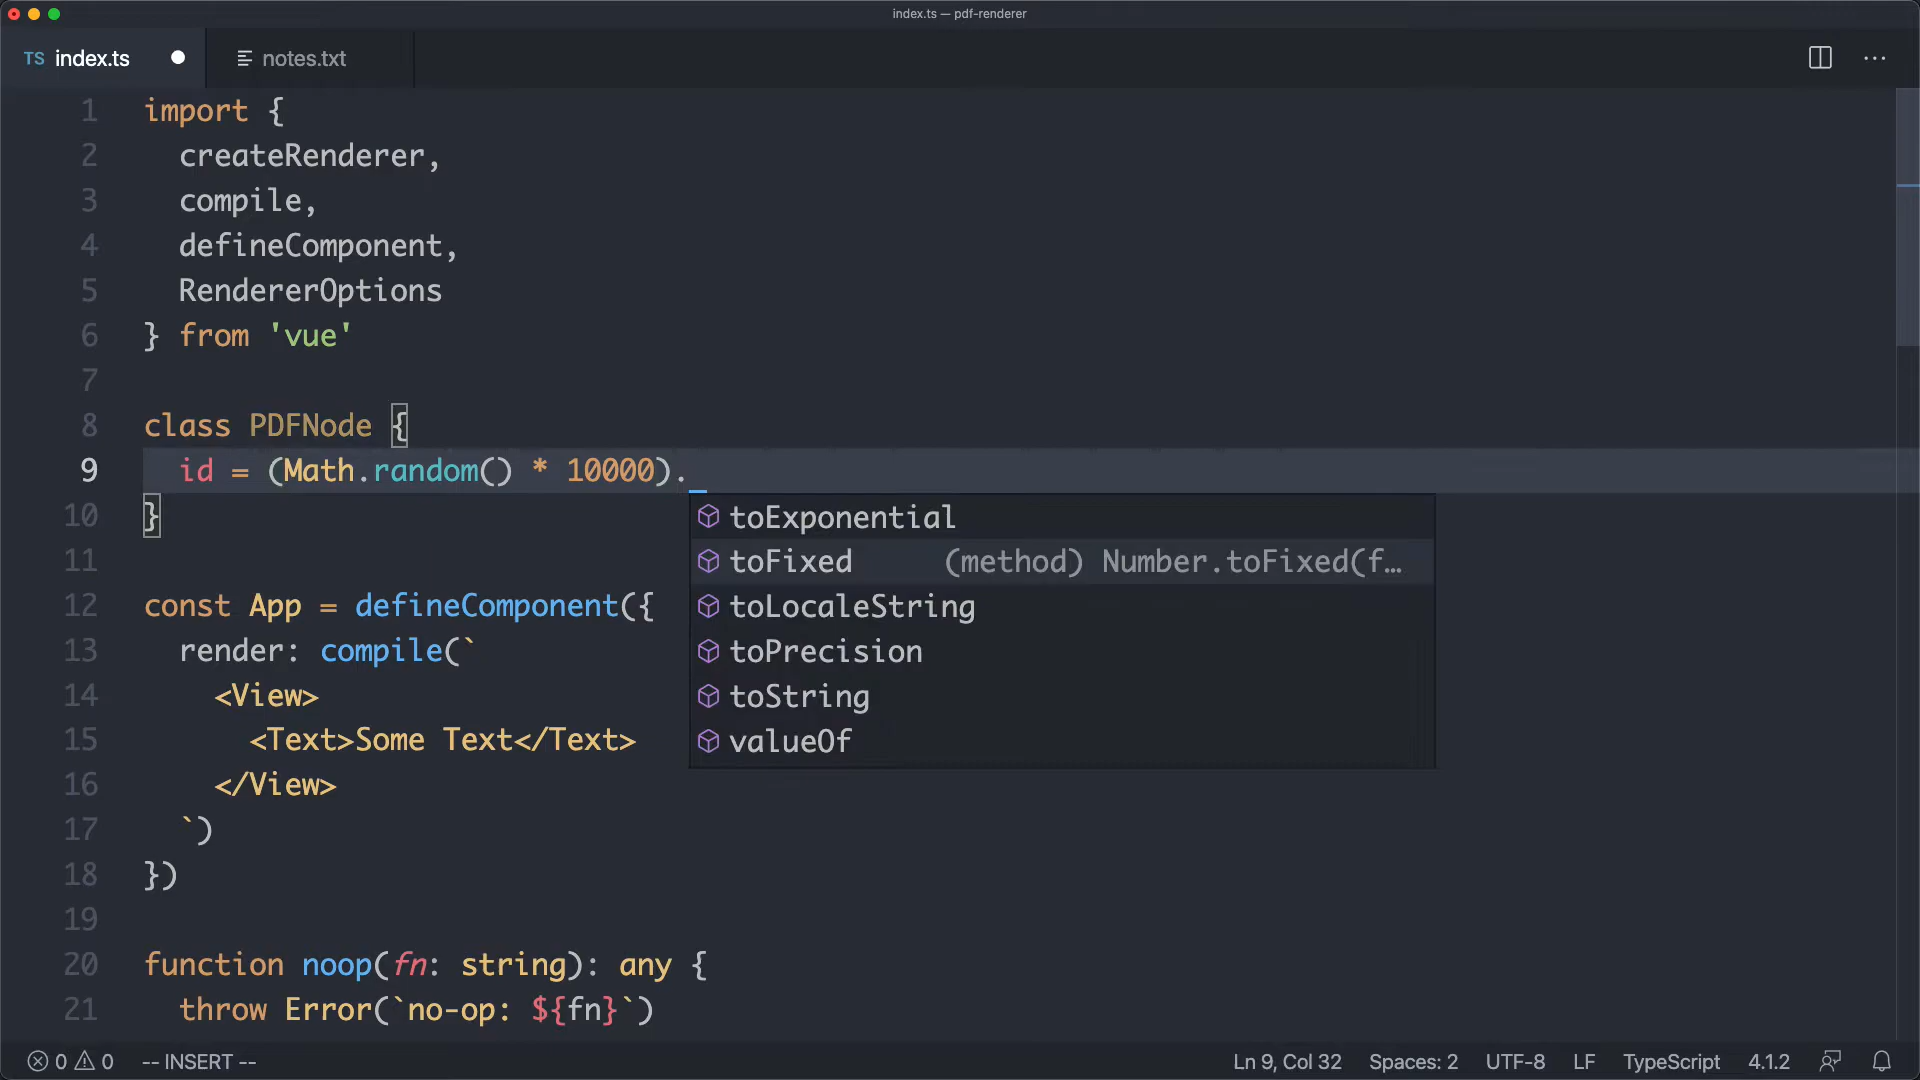 index.ts — pdf-renderer
TS index.ts
notes.txt
1 import {
2 createRenderer,
3 compile,
4 defineComponent,
5 RendererOptions
6 } from 'vue'
7
8 class PDFNode {
9 id = (Math.random() * 10000).
10 }
toExponential
toFixed (method) Number.toFixed(f…
toLocaleString
toPrecision
toString
valueOf
11
12 const App = defineComponent({
13 render: compile(`
14 <View>
15 <Text>Some Text</Text>
16 </View>
17 `)
18 })
19
20 function noop(fn: string): any {
21 throw Error(`no-op: ${fn}`)
0 0 -- INSERT -- Ln 9, Col 32 Spaces: 2 UTF-8 LF TypeScript 4.1.2